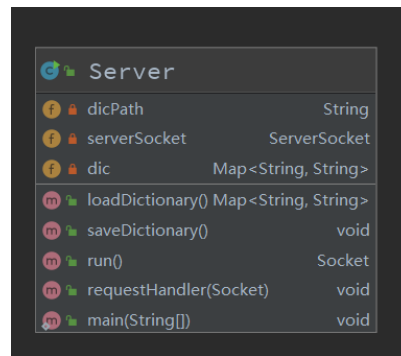 Server
dicPath String
serverSocket ServerSocket
dic Map<String, String>
loadDictionary() Map<String, String>
saveDictionary() void
run() Socket
requestHandler(Socket) void
main(String[]) void